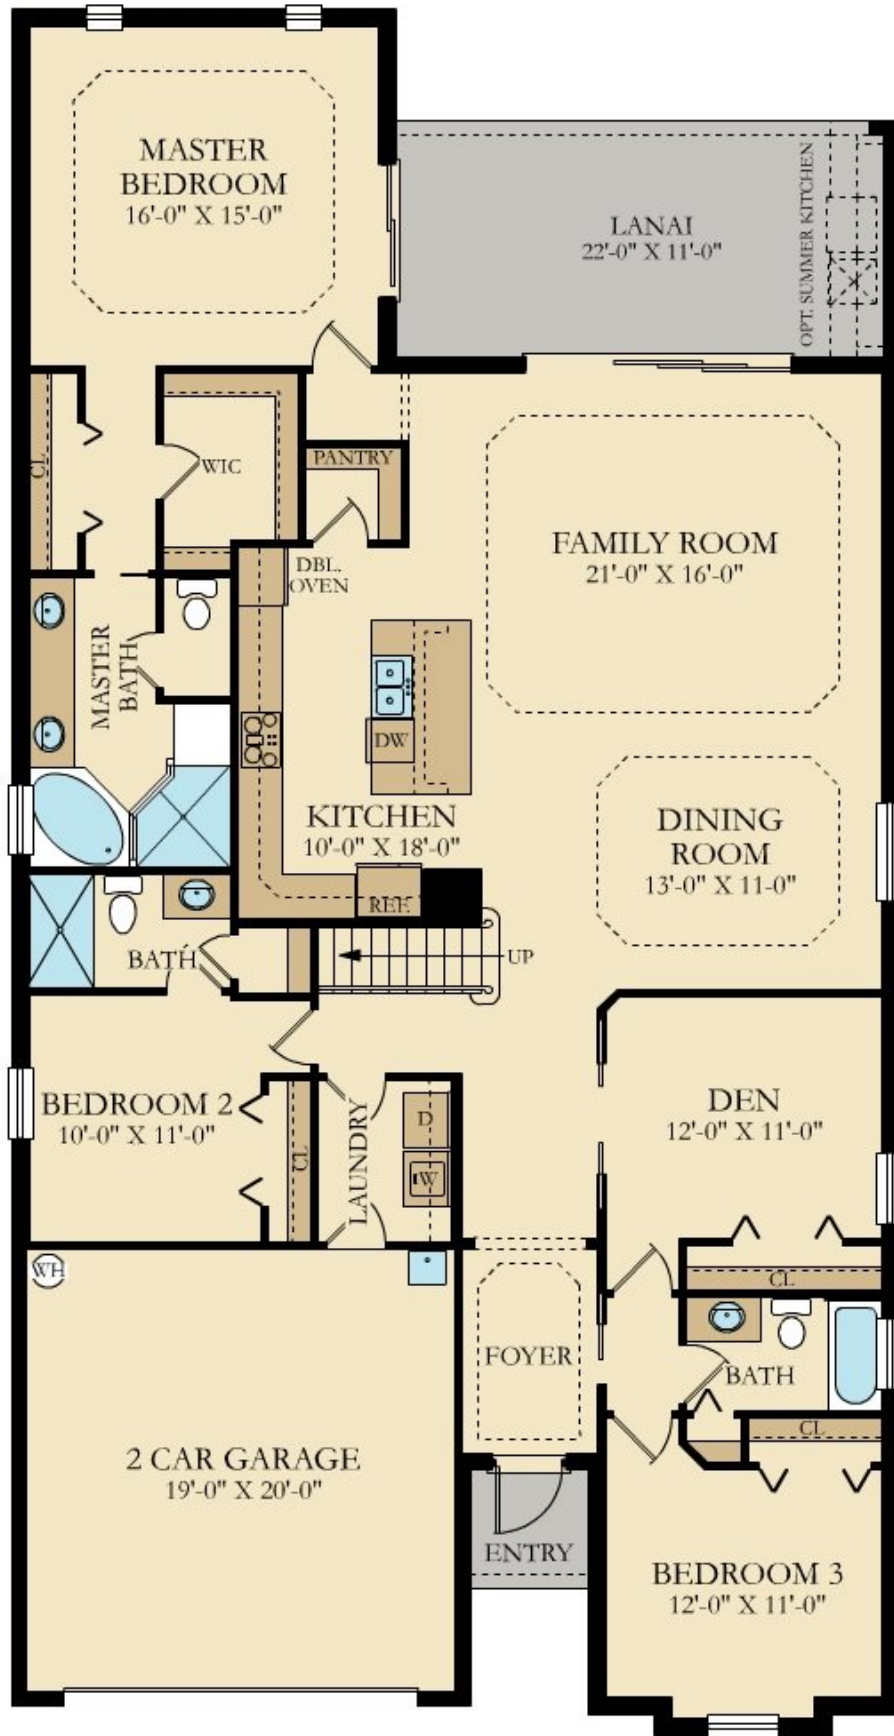 MASTER
BEDROOM
16'-0" X 15'-0"
LANAI
22'-0" X 11'-0"
OPT. SUMMER KITCHEN
CL
WIC
PANTRY
DBL.
OVEN
FAMILY ROOM
21'-0" X 16'-0"
MASTER
BATH
DW
KITCHEN
10'-0" X 18'-0"
DINING
ROOM
13'-0" X 11-0"
REF.
BATH
UP
BEDROOM 2
10'-0" X 11'-0"
CL
LAUNDRY
D
W
DEN
12'-0" X 11'-0"
CL
WH
FOYER
BATH
CL
2 CAR GARAGE
19'-0" X 20'-0"
ENTRY
BEDROOM 3
12'-0" X 11'-0"